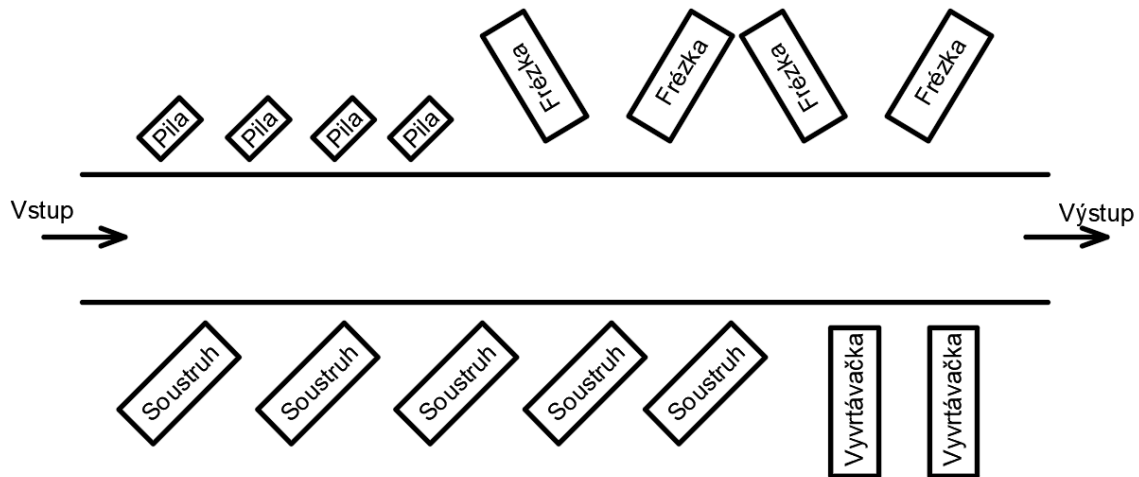 Pila
Pila
Pila
Pila
Frézka
Frézka
Frézka
Frézka
Vstup
Výstup
Soustruh
Soustruh
Soustruh
Soustruh
Soustruh
Vyvrtávačka
Vyvrtávačka